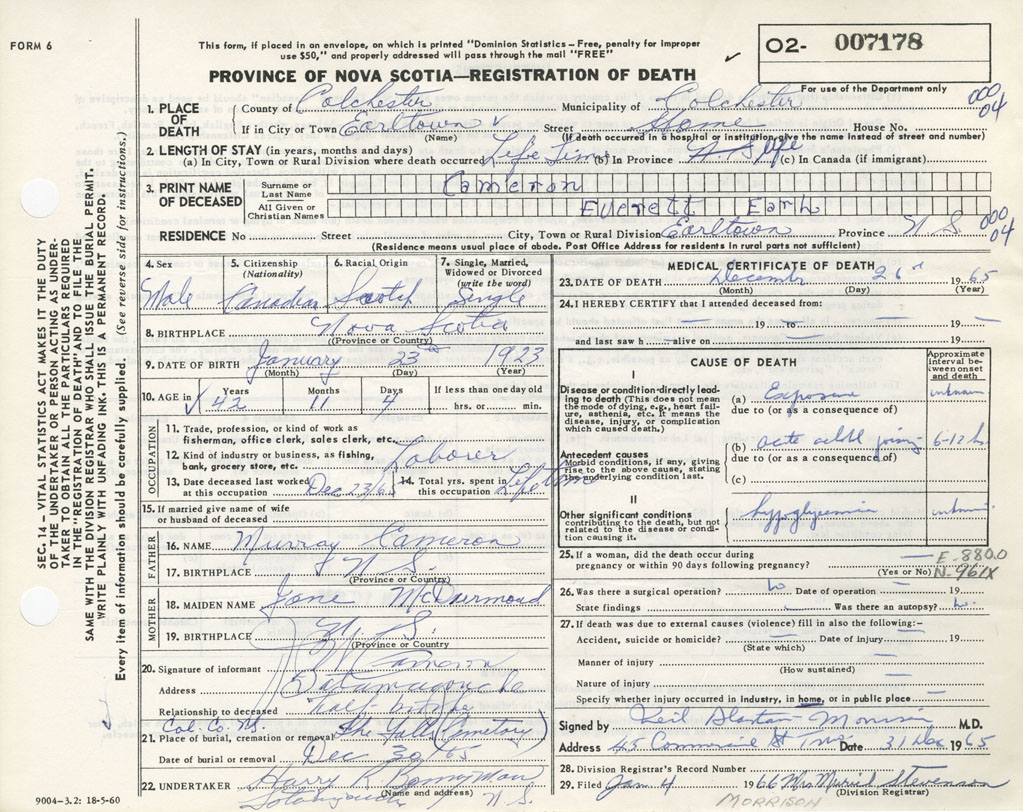 FORM 6
This form, if placed in an envelope, on which is printed "Dominion Statistics – Free, penalty for improper
use $50," and properly addressed will pass through the mail "FREE"
02- 007178
PROVINCE OF NOVA SCOTIA—REGISTRATION OF DEATH
For use of the Department only
1. PLACE OF DEATH County of Colchester Municipality of Colchester 000 04
If in City or Town Earltown Street Home House No.
(Name) (If death occurred in a hospital or institution, give the name instead of street and number)
2. LENGTH OF STAY (in years, months and days)
(a) In City, Town or Rural Division where death occurred Life Time (b) In Province (c) In Canada (if immigrant)
3. PRINT NAME OF DECEASED Surname or Last Name Cameron
All Given or Christian Names Everett Earl
RESIDENCE No Street City, Town or Rural Division Earltown Province N S 000 04
(Residence means usual place of abode. Post Office Address for residents in rural parts not sufficient)
4. Sex 5. Citizenship (Nationality) 6. Racial Origin 7. Single, Married, Widowed or Divorced (write the word)
Male Canadian Scotch Single
8. BIRTHPLACE Nova Scotia
(Province or Country)
9. DATE OF BIRTH January 23rd 1923
(Month) (Day) (Year)
10. AGE in Years Months Days If less than one day old
42 11 4 hrs. or min.
OCCUPATION
11. Trade, profession, or kind of work as
fisherman, office clerk, sales clerk, etc.
12. Kind of industry or business, as fishing,
bank, grocery store, etc. Laborer
13. Date deceased last worked at this occupation Dec 23/65 14. Total yrs. spent in this occupation Lifetime
15. If married give name of wife
or husband of deceased
FATHER
16. NAME Murray Cameron
17. BIRTHPLACE N S.
(Province or Country)
MOTHER
18. MAIDEN NAME Jane McDiarmond
19. BIRTHPLACE N S.
(Province or Country)
20. Signature of informant Cameron
Address Tatamagouche
Relationship to deceased half brother
Col. Co. N.S.
21. Place of burial, cremation or removal The Falls (Cemetery)
Date of burial or removal Dec 30 65
22. UNDERTAKER Harry R. Bonnyman
(Name and address)
Tatamagouche N S.
9004-3.2: 18-5-60
MEDICAL CERTIFICATE OF DEATH
23. DATE OF DEATH December 26th 1965
(Month) (Day) (Year)
24. I HEREBY CERTIFY that I attended deceased from:
19 to 19
and last saw h alive on 19
CAUSE OF DEATH
Approximate interval between onset and death
I
Disease or condition directly leading to death (This does not mean the mode of dying, e.g., heart failure, asthenia, etc. It means the disease, injury, or complication which caused death.)
(a) Exposure unknown
due to (or as a consequence of)
Antecedent causes
Morbid conditions, if any, giving rise to the above cause, stating the underlying condition last.
(b) 6-12 h
due to (or as a consequence of)
(c)
II
Other significant conditions
contributing to the death, but not related to the disease or condition causing it.
hypoglycemia unknown
25. If a woman, did the death occur during
pregnancy or within 90 days following pregnancy? (Yes or No)
E-880.0
N-961X
26. Was there a surgical operation? No Date of operation 19
State findings Was there an autopsy? No
27. If death was due to external causes (violence) fill in also the following:–
Accident, suicide or homicide? Date of injury 19
(State which)
Manner of injury
(How sustained)
Nature of injury
Specify whether injury occurred in industry, in home, or in public place
Signed by Neil Morrison M.D.
Address 45 Commercial St Date 31 Dec 1965
28. Division Registrar's Record Number
29. Filed Jan 4 1966 Mrs Muriel Stevenson
(Division Registrar)
MORRISON
SEC. 14 – VITAL STATISTICS ACT MAKES IT THE DUTY
OF THE UNDERTAKER OR PERSON ACTING AS UNDER-
TAKER TO OBTAIN ALL THE PARTICULARS REQUIRED
IN THE "REGISTRATION OF DEATH" AND TO FILE THE
SAME WITH THE DIVISION REGISTRAR WHO SHALL ISSUE THE BURIAL PERMIT.
WRITE PLAINLY WITH UNFADING INK. THIS IS A PERMANENT RECORD.
Every item of information should be carefully supplied. (See reverse side for instructions.)